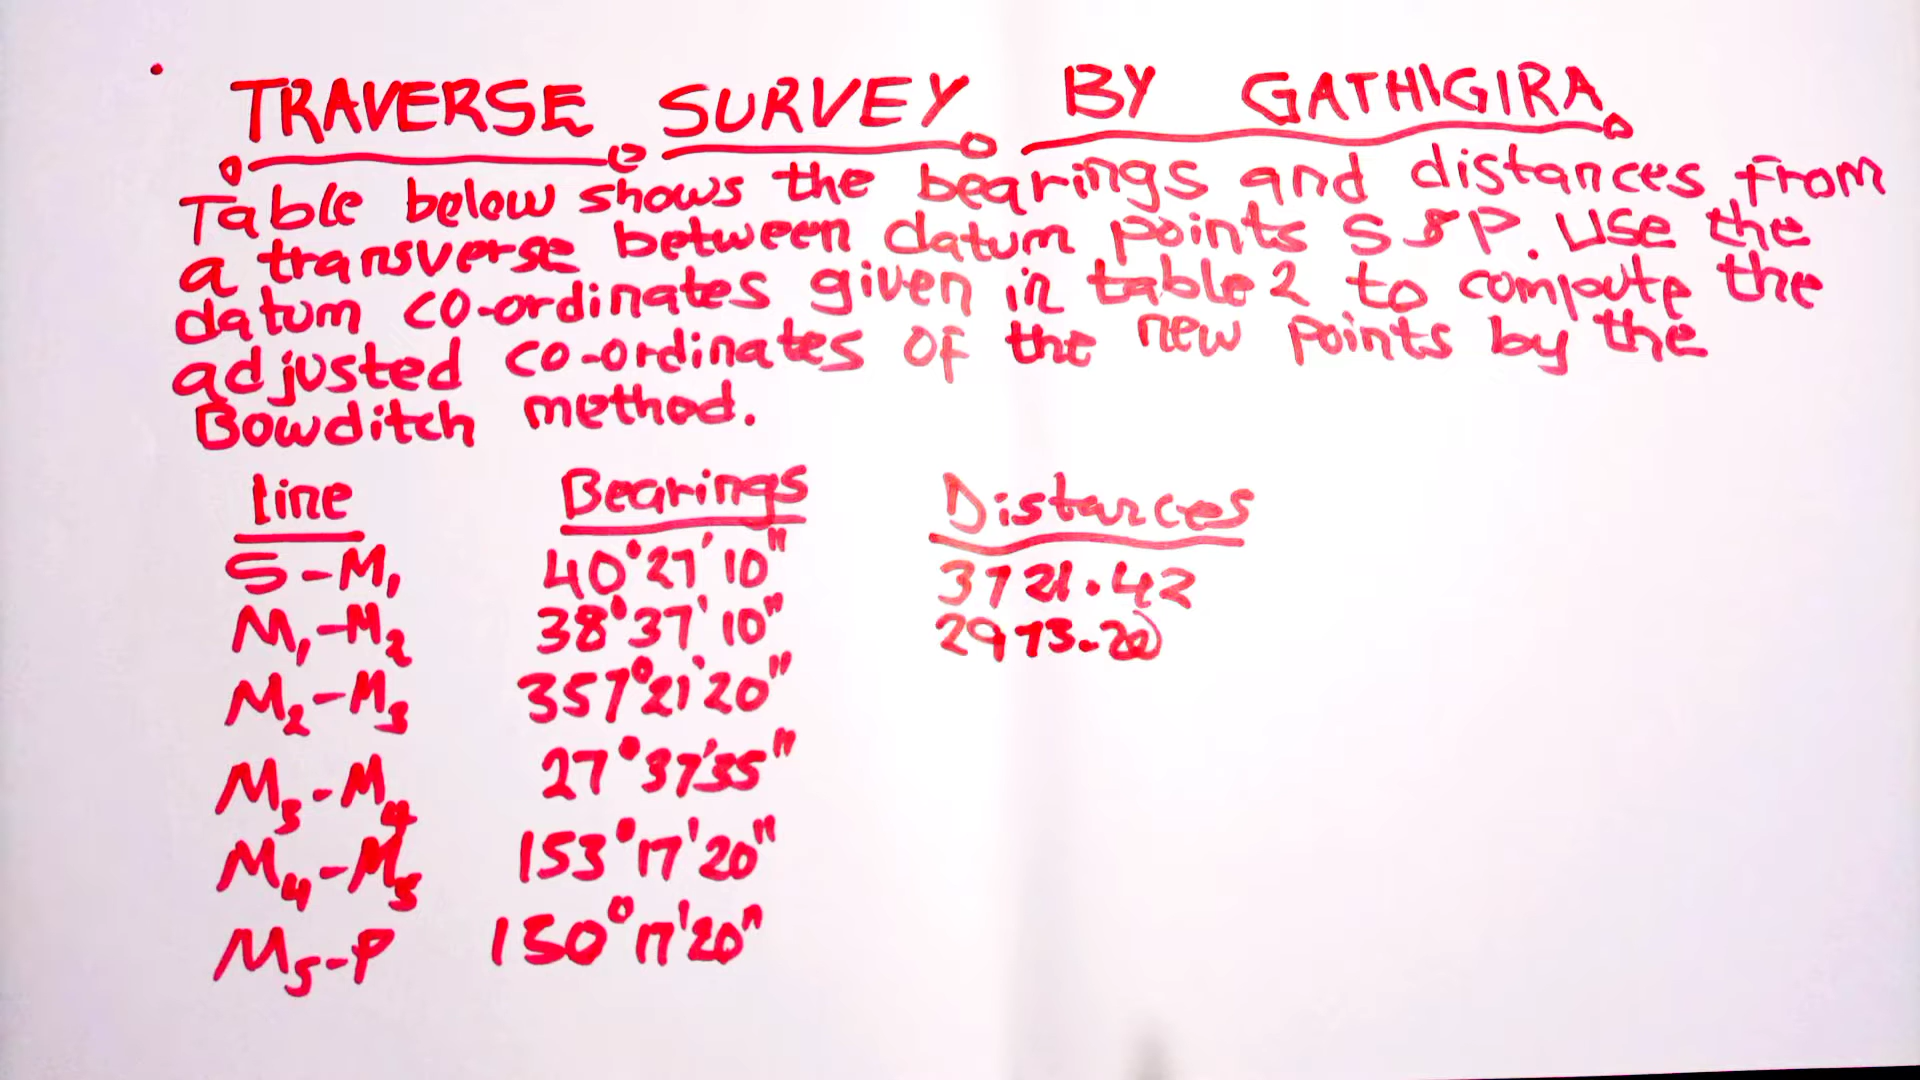 TRAVERSE SURVEY BY GATHIGIRA
Table below shows the bearings and distances from
a transverse between datum points S & P. Use the
datum co-ordinates given in table 2 to compute the
adjusted co-ordinates of the new points by the
Bowditch method.
line Bearings Distances
S-M₁ 40°27'10" 3721.42
M₁-M₂ 38°37'10" 2973.20
M₂-M₃ 357°21'20"
M₃-M₄ 27°37'35"
M₄-M₅ 153°17'20"
M₅-P 150°17'20"